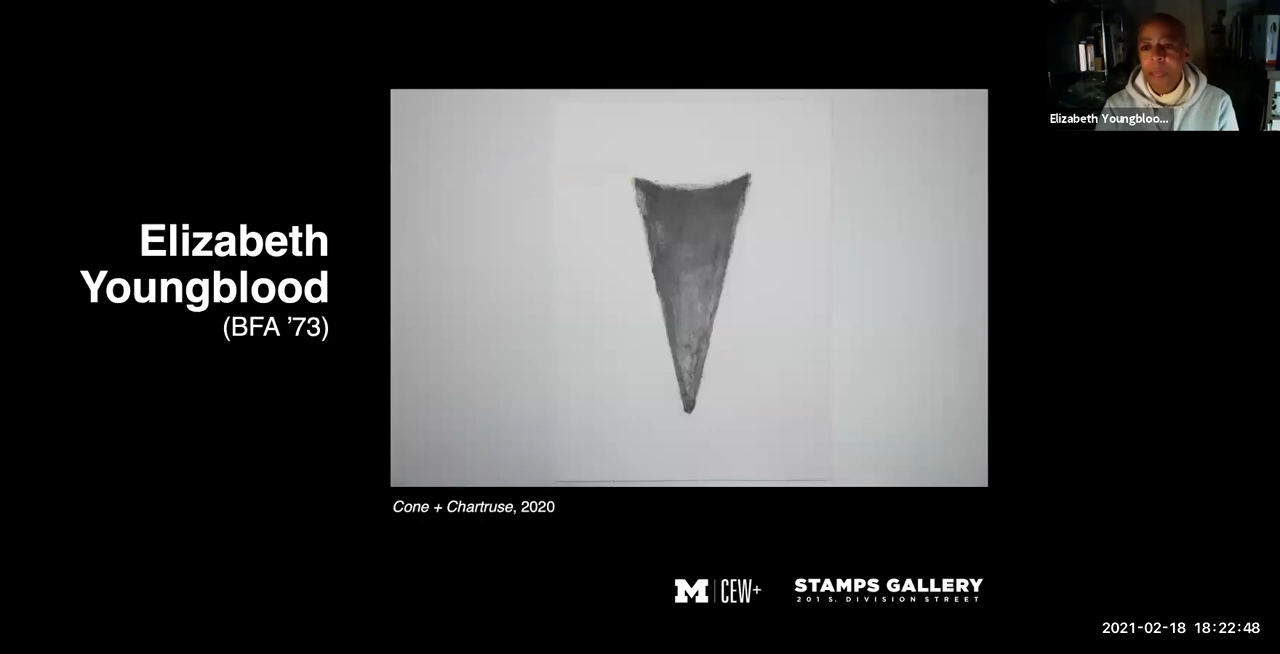 Elizabeth Youngbloo...
Elizabeth
Youngblood
(BFA ’73)
Cone + Chartruse, 2020
M | CEW+
STAMPS GALLERY
201 S. DIVISION STREET
2021-02-18 18:22:48